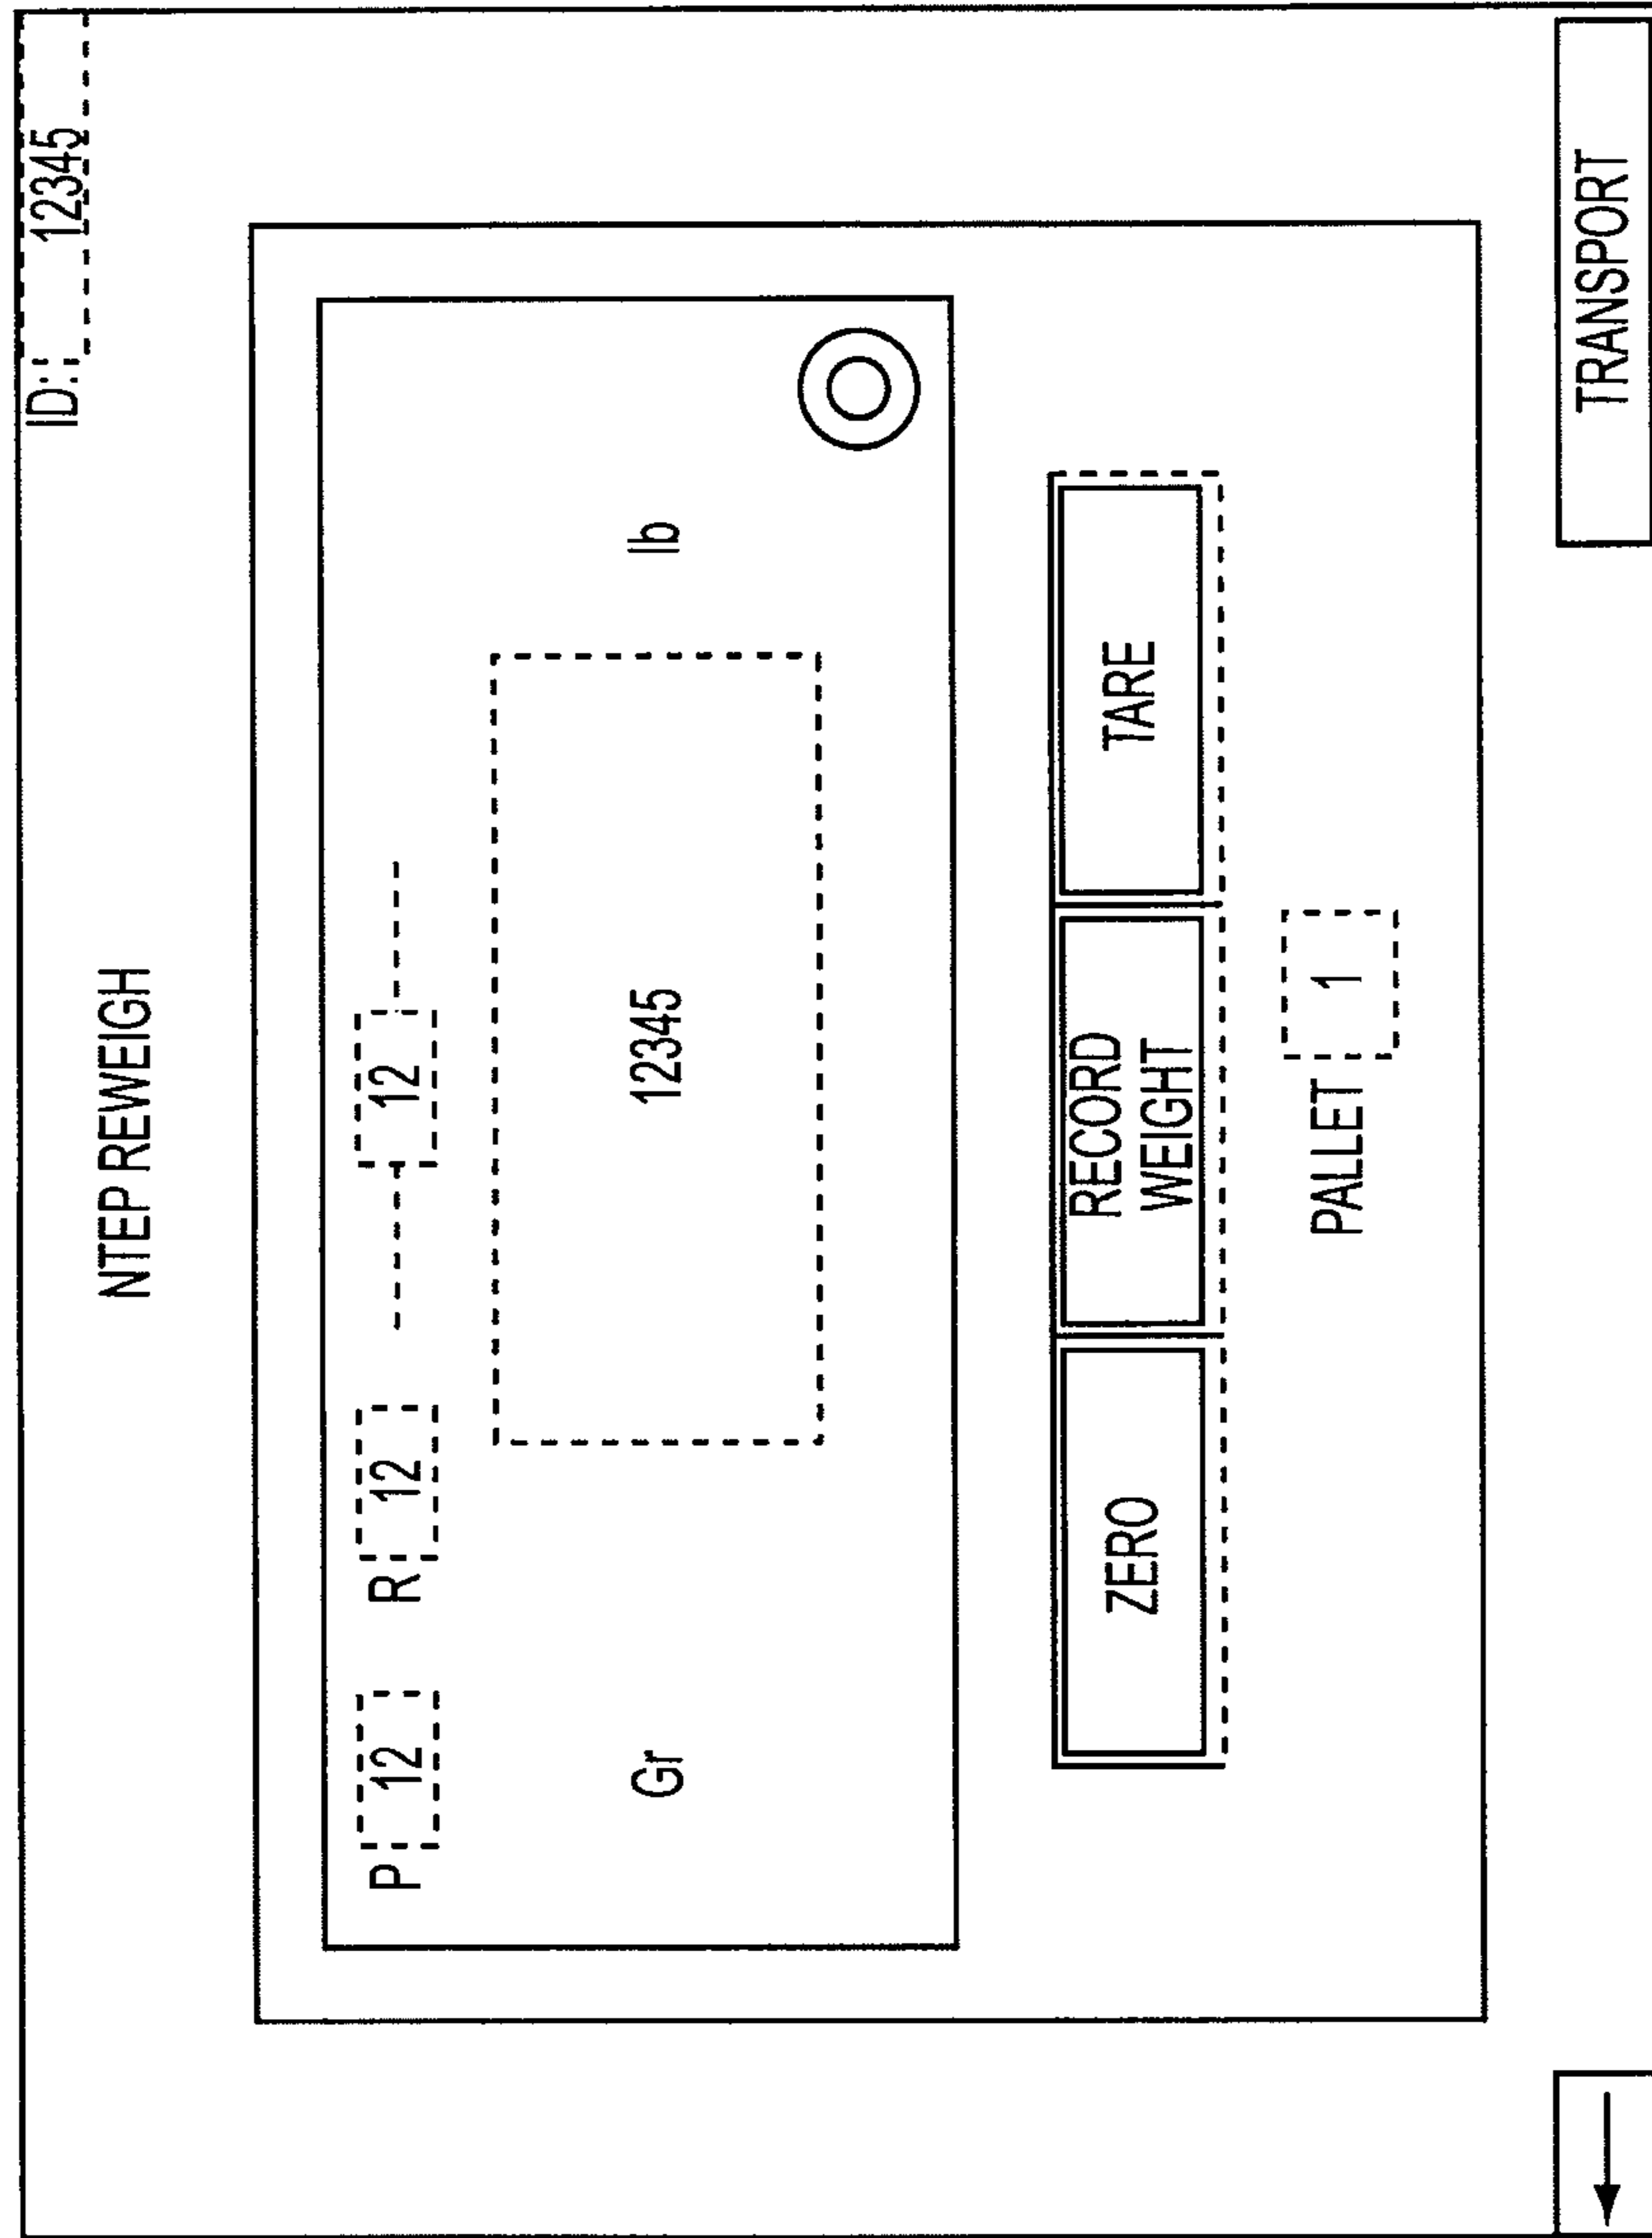 ID: 12345
NTEP REWEIGH
P 12 R 12 12
Gr 12345 lb
ZERO RECORD WEIGHT TARE
PALLET 1
TRANSPORT